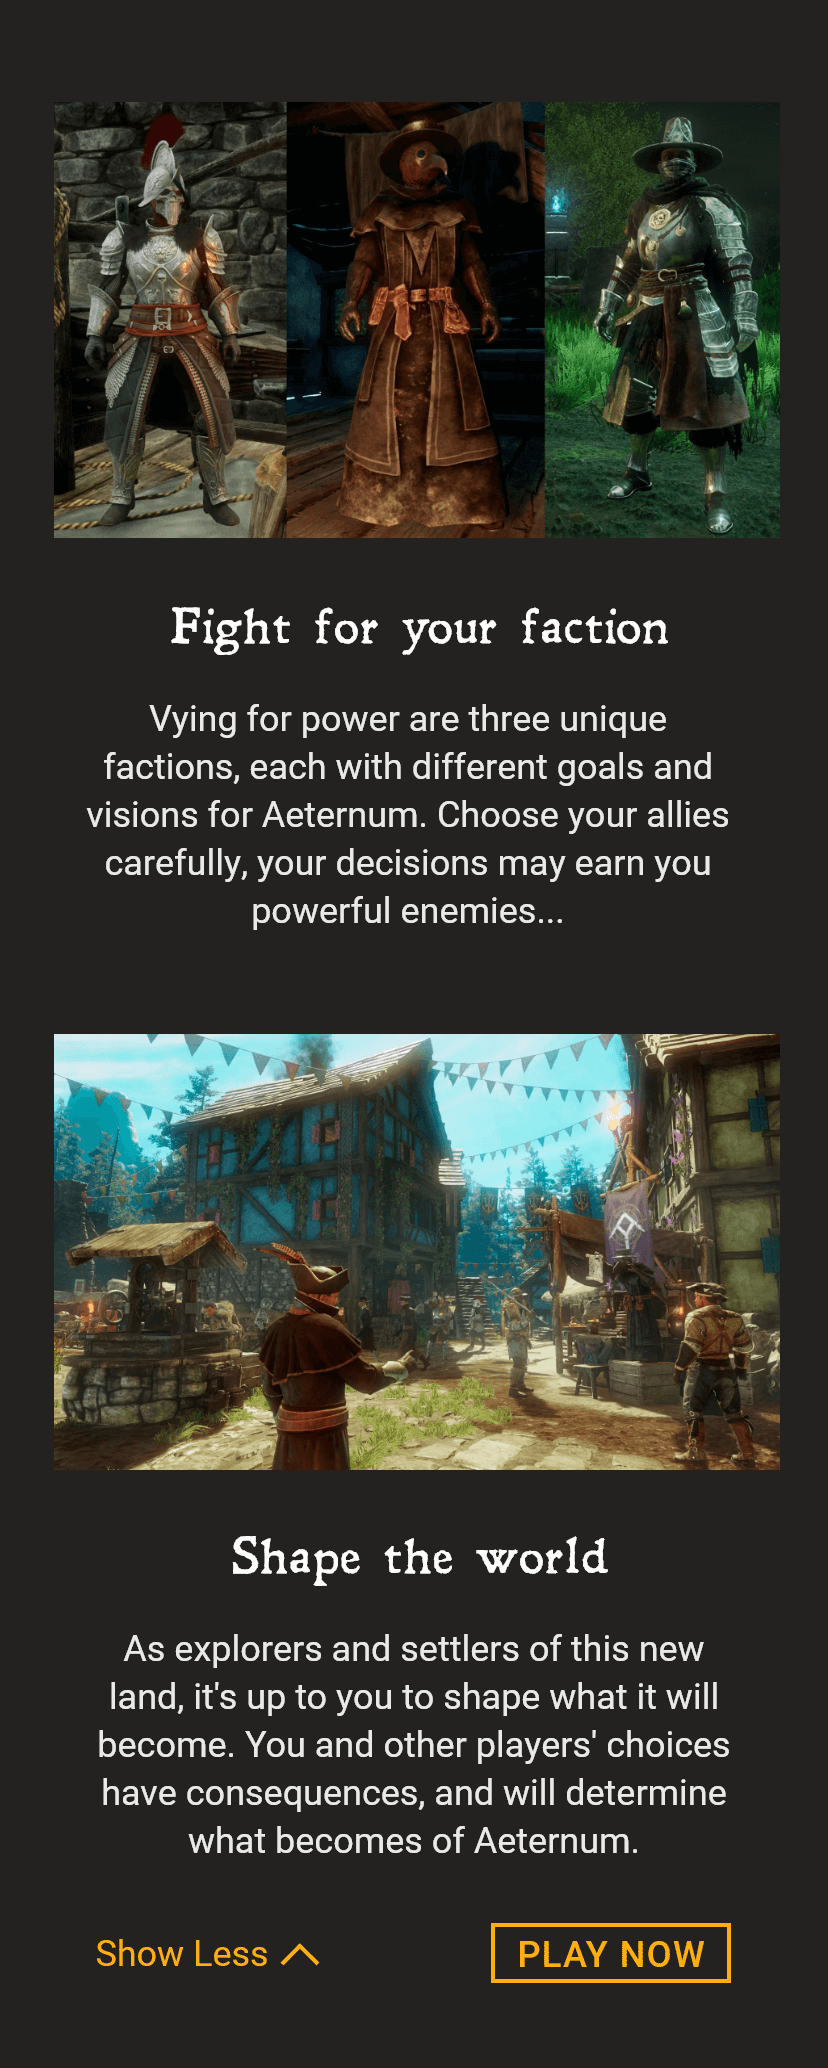 Fight for your faction
Vying for power are three unique
factions, each with different goals and
visions for Aeternum. Choose your allies
carefully, your decisions may earn you
powerful enemies...
Shape the world
As explorers and settlers of this new
land, it's up to you to shape what it will
become. You and other players' choices
have consequences, and will determine
what becomes of Aeternum.
Show Less
PLAY NOW